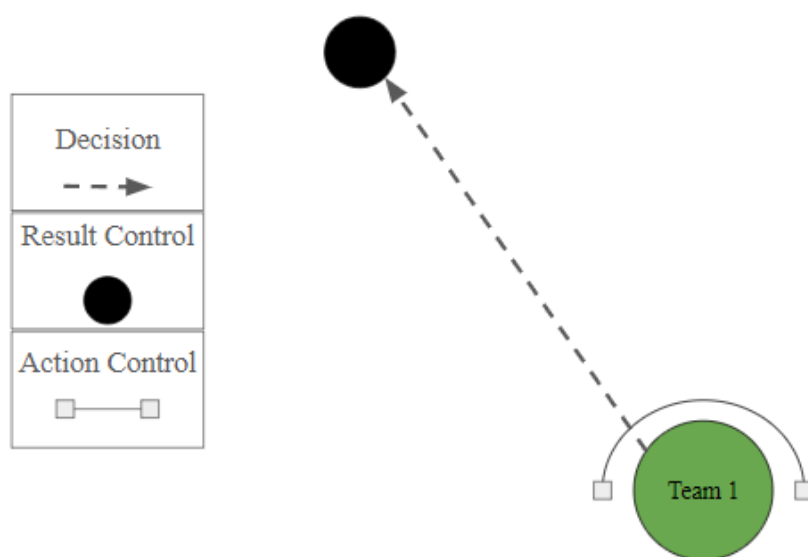 Decision
Result Control
Action Control
Team 1